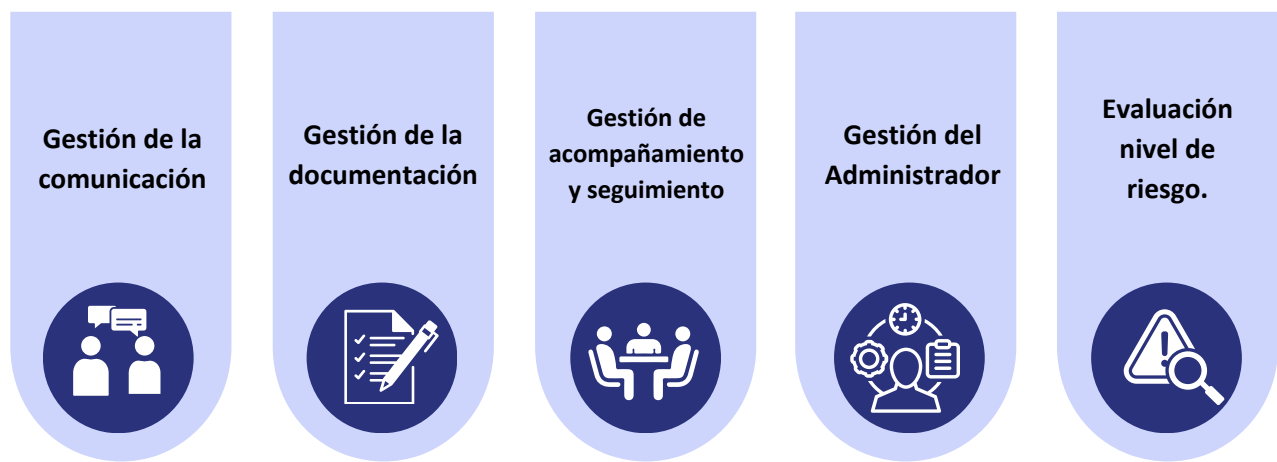 Gestión de la
comunicación
Gestión de la
documentación
Gestión de
acompañamiento
y seguimiento
Gestión del
Administrador
Evaluación
nivel de
riesgo.